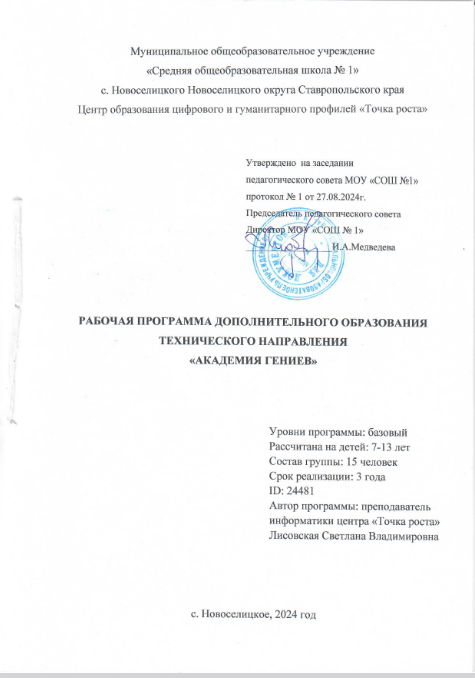 Муниципальное общеобразовательное учреждение
«Средняя общеобразовательная школа № 1»
с. Новоселицкого Новоселицкого округа Ставропольского края
Центр образования цифрового и гуманитарного профилей «Точка роста»
Утверждено на заседании
педагогического совета МОУ «СОШ №1»
протокол № 1 от 27.08.2024г.
Председатель педагогического совета
Директор МОУ «СОШ № 1»
И.А.Медведева
РАБОЧАЯ ПРОГРАММА ДОПОЛНИТЕЛЬНОГО ОБРАЗОВАНИЯ
ТЕХНИЧЕСКОГО НАПРАВЛЕНИЯ
«АКАДЕМИЯ ГЕНИЕВ»
Уровни программы: базовый
Рассчитана на детей: 7-13 лет
Состав группы: 15 человек
Срок реализации: 3 года
ID: 24481
Автор программы: преподаватель
информатики центра «Точка роста»
Лисовская Светлана Владимировна
с. Новоселицкое, 2024 год